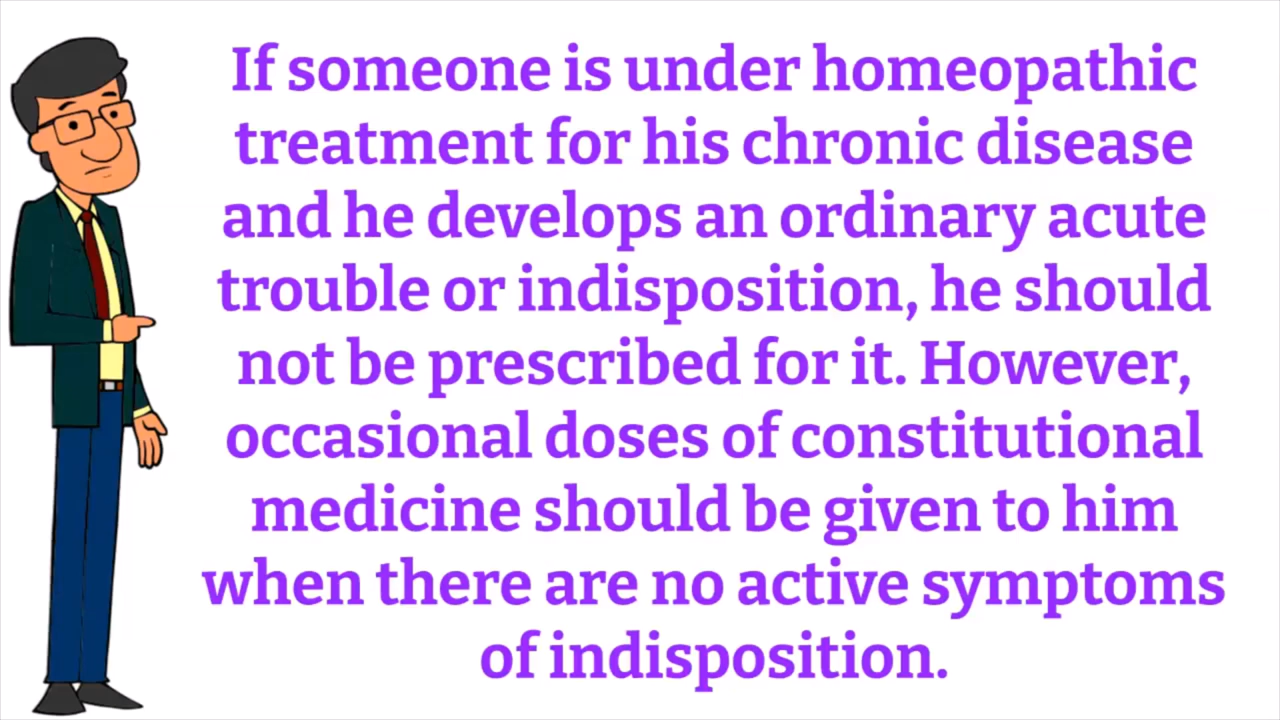 If someone is under homeopathic
treatment for his chronic disease
and he develops an ordinary acute
trouble or indisposition, he should
not be prescribed for it. However,
occasional doses of constitutional
medicine should be given to him
when there are no active symptoms
of indisposition.